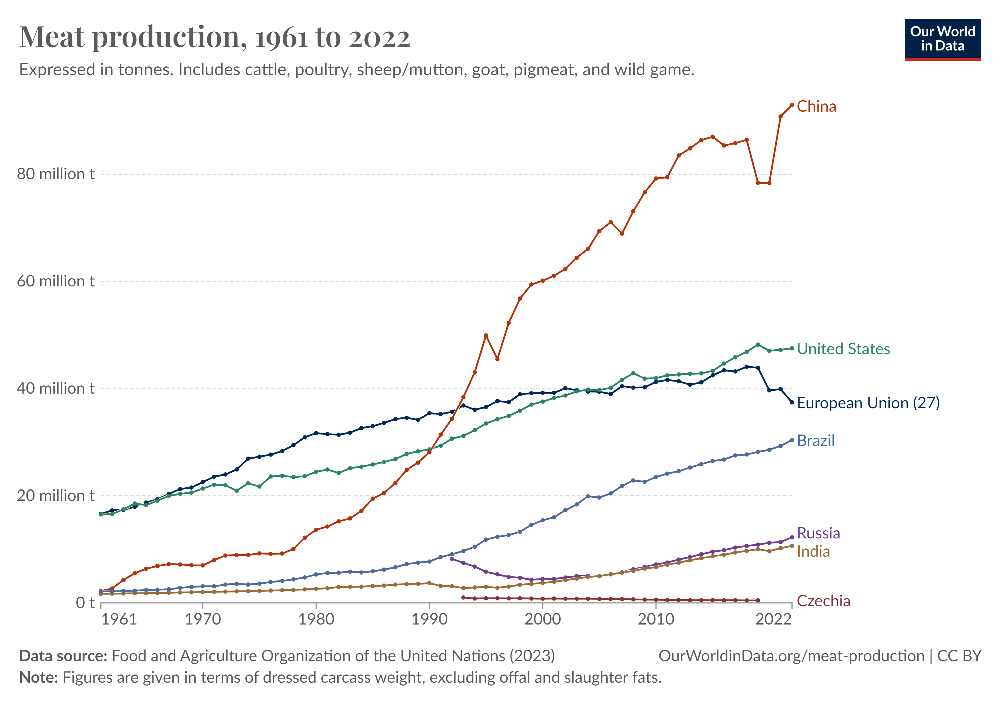 Meat production, 1961 to 2022
Our World
in Data
Expressed in tonnes. Includes cattle, poultry, sheep/mutton, goat, pigmeat, and wild game.
China
80 million t
60 million t
United States
40 million t
European Union (27)
Brazil
20 million t
Russia
India
0 t
Czechia
1961 1970 1980 1990 2000 2010 2022
Data source: Food and Agriculture Organization of the United Nations (2023)
OurWorldinData.org/meat-production | CC BY
Note: Figures are given in terms of dressed carcass weight, excluding offal and slaughter fats.